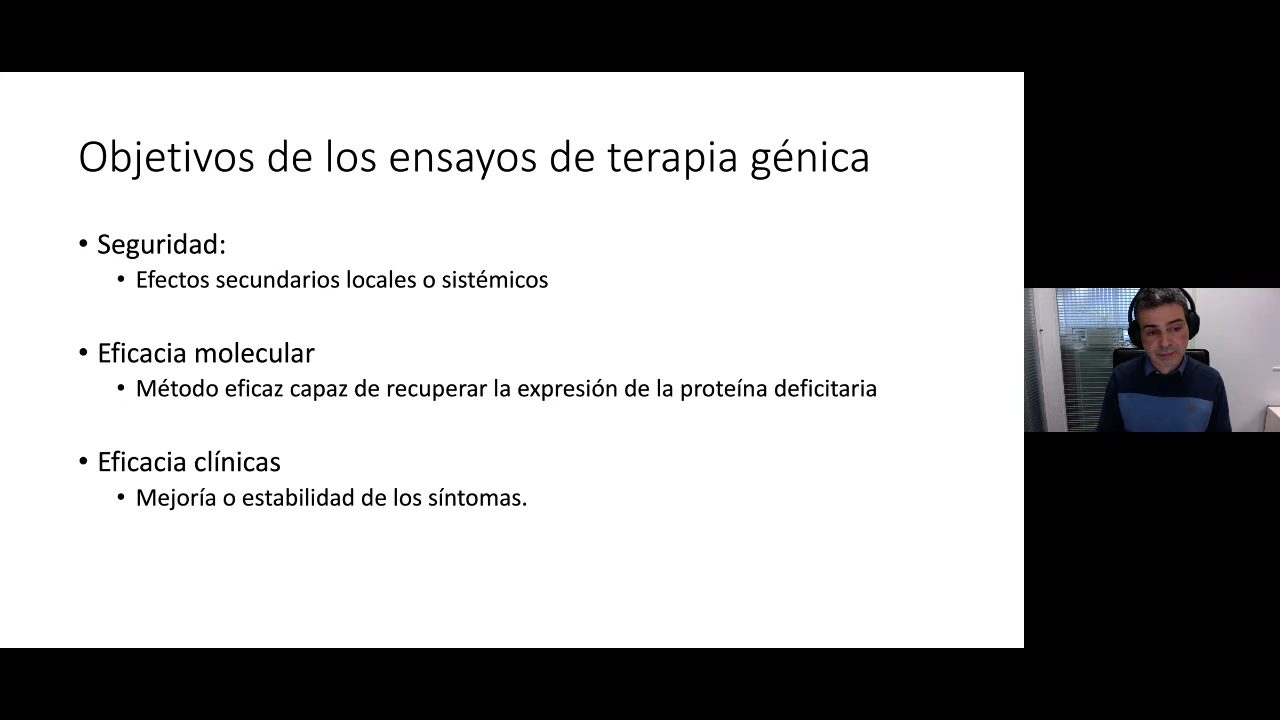 Objetivos de los ensayos de terapia génica
• Seguridad:
• Efectos secundarios locales o sistémicos
• Eficacia molecular
• Método eficaz capaz de recuperar la expresión de la proteína deficitaria
• Eficacia clínicas
• Mejoría o estabilidad de los síntomas.